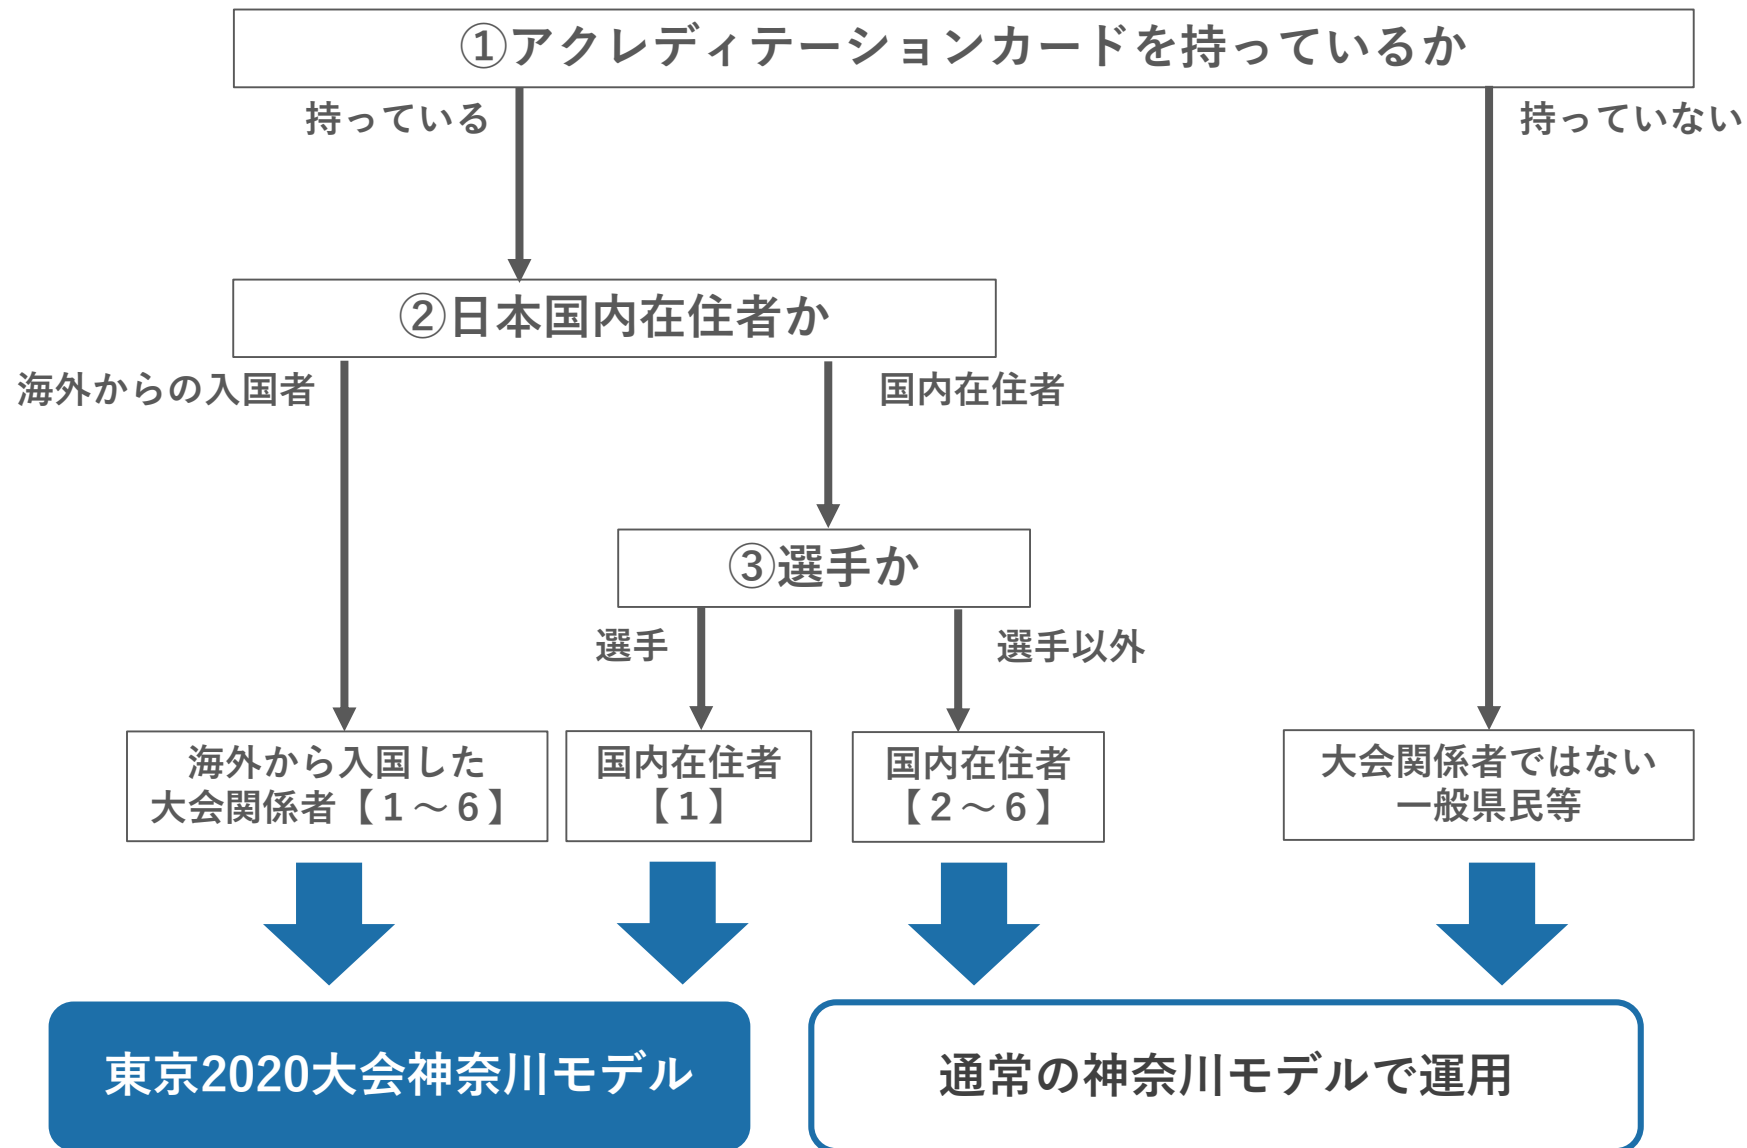 ①アクレディテーションカードを持っているか
持っている
持っていない
②日本国内在住者か
海外からの入国者
国内在住者
③選手か
選手
選手以外
海外から入国した
大会関係者【１～６】
国内在住者
【１】
国内在住者
【２～６】
大会関係者ではない
一般県民等
東京2020大会神奈川モデル
通常の神奈川モデルで運用